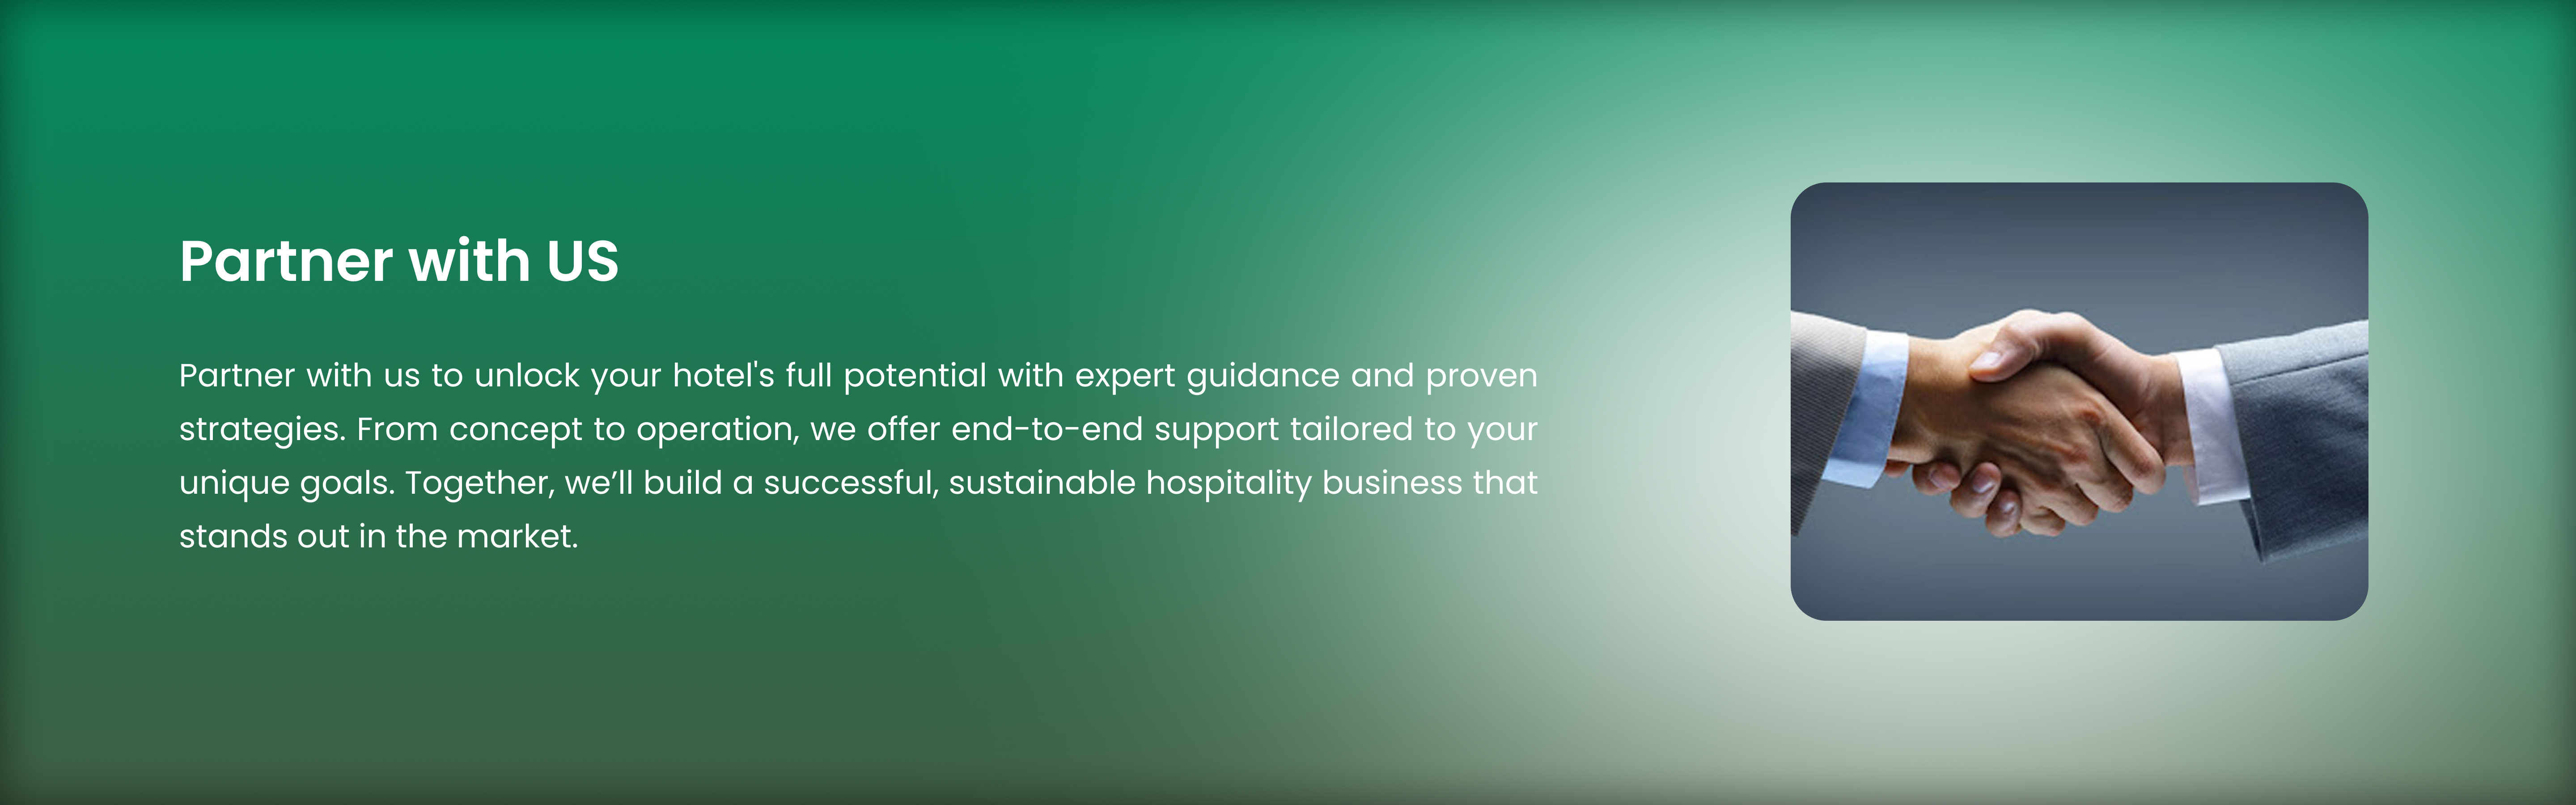 Partner with US
Partner with us to unlock your hotel's full potential with expert guidance and proven
strategies. From concept to operation, we offer end-to-end support tailored to your
unique goals. Together, we’ll build a successful, sustainable hospitality business that
stands out in the market.